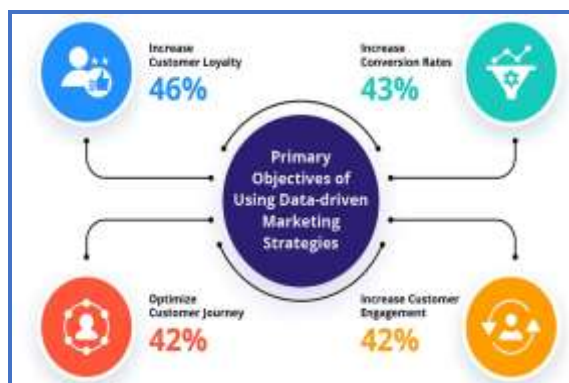 Increase
Customer Loyalty
46%
Increase
Conversion Rates
43%
Primary
Objectives of
Using Data-driven
Marketing
Strategies
Optimize
Customer Journey
42%
Increase Customer
Engagement
42%